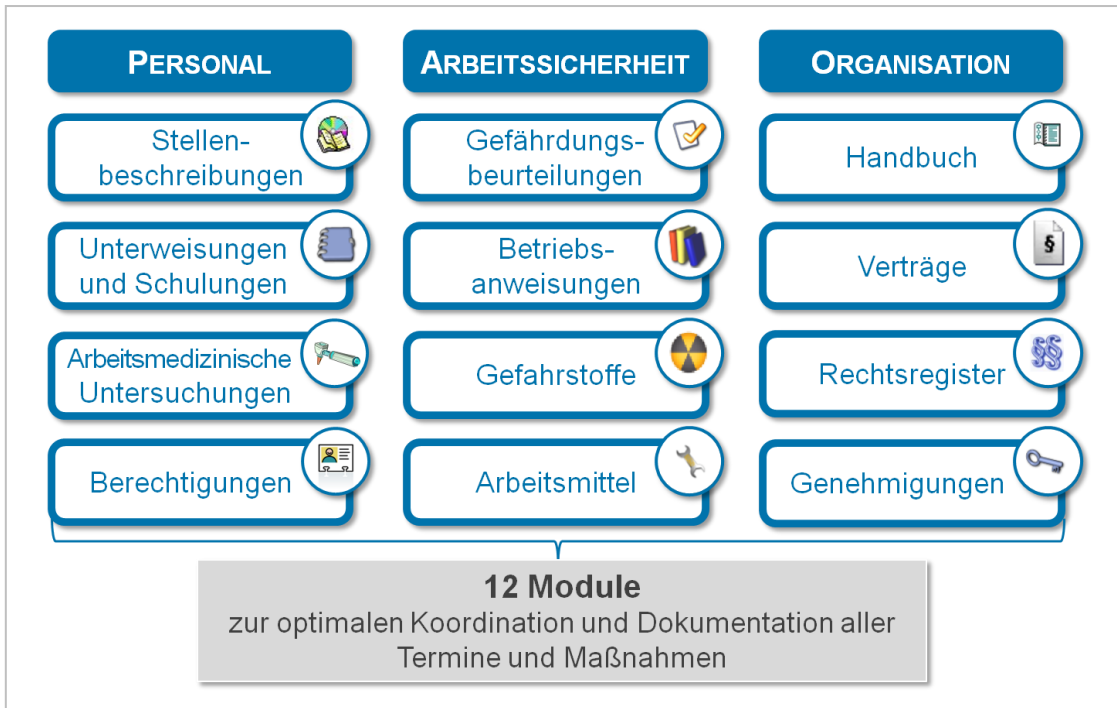 PERSONAL
Stellen-
beschreibungen
Unterweisungen
und Schulungen
Arbeitsmedizinische
Untersuchungen
Berechtigungen
ARBEITSSICHERHEIT
Gefährdungs-
beurteilungen
Betriebs-
anweisungen
Gefahrstoffe
Arbeitsmittel
ORGANISATION
Handbuch
Verträge
§
Rechtsregister
§§
Genehmigungen
12 Module
zur optimalen Koordination und Dokumentation aller
Termine und Maßnahmen